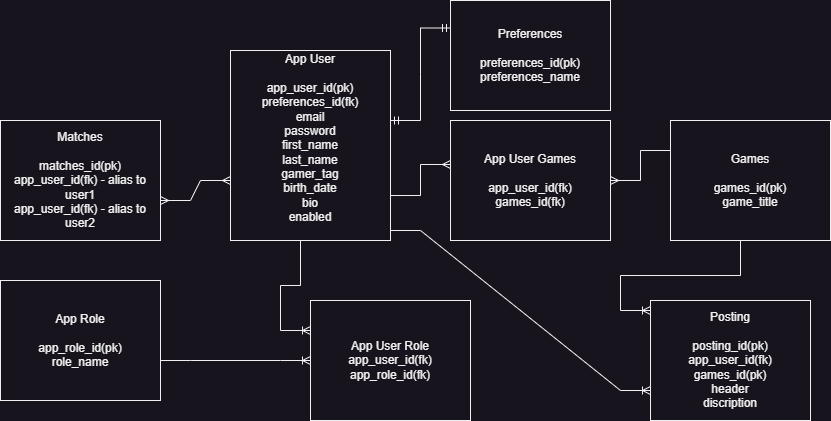 Preferences
preferences_id(pk)
preferences_name
App User
app_user_id(pk)
preferences_id(fk)
email
password
first_name
last_name
gamer_tag
birth_date
bio
enabled
Matches
matches_id(pk)
app_user_id(fk) - alias to
user1
app_user_id(fk) - alias to
user2
App User Games
app_user_id(fk)
games_id(fk)
Games
games_id(pk)
game_title
App Role
app_role_id(pk)
role_name
App User Role
app_user_id(fk)
app_role_id(fk)
Posting
posting_id(pk)
app_user_id(fk)
games_id(pk)
header
discription